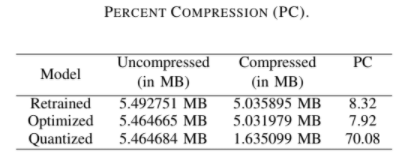 PERCENT COMPRESSION (PC).
Model Uncompressed (in MB) Compressed (in MB) PC
Retrained 5.492751 MB 5.035895 MB 8.32
Optimized 5.464665 MB 5.031979 MB 7.92
Quantized 5.464684 MB 1.635099 MB 70.08